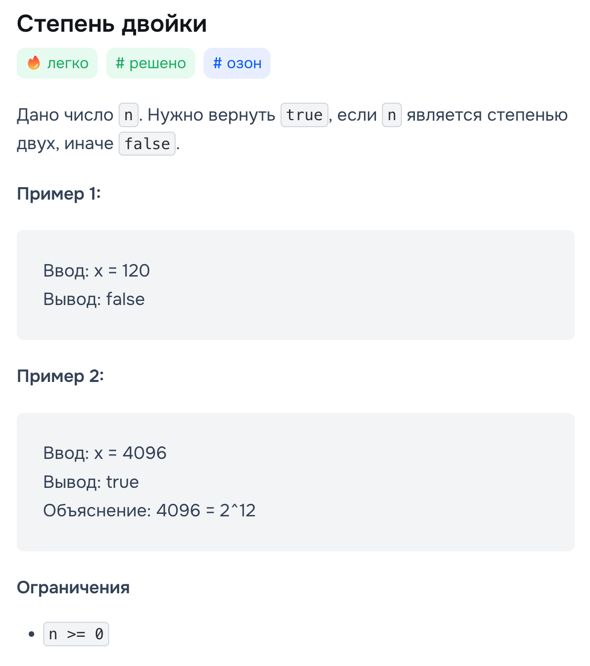 Степень двойки
🔥 легко # решено # озон
Дано число n. Нужно вернуть true, если n является степенью
двух, иначе false.
Пример 1:
Ввод: x = 120
Вывод: false
Пример 2:
Ввод: x = 4096
Вывод: true
Объяснение: 4096 = 2^12
Ограничения
• n >= 0